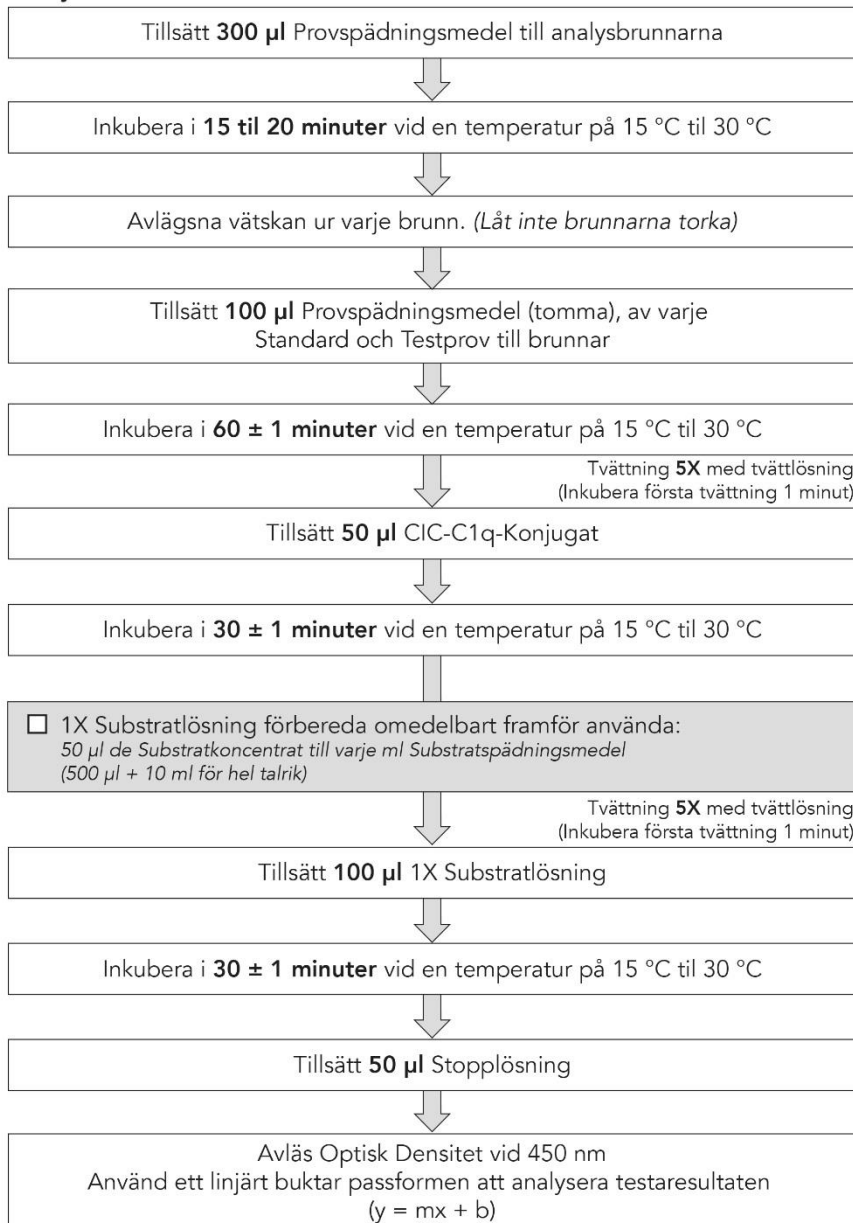 Tillsätt 300 µl Provspädningsmedel till analysbrunnarna
Inkubera i 15 til 20 minuter vid en temperatur på 15 °C til 30 °C
Avlägsna vätskan ur varje brunn. (Låt inte brunnarna torka)
Tillsätt 100 µl Provspädningsmedel (tomma), av varje
Standard och Testprov till brunnar
Inkubera i 60 ± 1 minuter vid en temperatur på 15 °C til 30 °C
Tvättning 5X med tvättlösning
(Inkubera första tvättning 1 minut)
Tillsätt 50 µl CIC-C1q-Konjugat
Inkubera i 30 ± 1 minuter vid en temperatur på 15 °C til 30 °C
☐ 1X Substratlösning förbereda omedelbart framför använda:
50 µl de Substratkoncentrat till varje ml Substratspädningsmedel
(500 µl + 10 ml för hel talrik)
Tvättning 5X med tvättlösning
(Inkubera första tvättning 1 minut)
Tillsätt 100 µl 1X Substratlösning
Inkubera i 30 ± 1 minuter vid en temperatur på 15 °C til 30 °C
Tillsätt 50 µl Stopplösning
Avläs Optisk Densitet vid 450 nm
Använd ett linjärt buktar passformen att analysera testaresultaten
(y = mx + b)